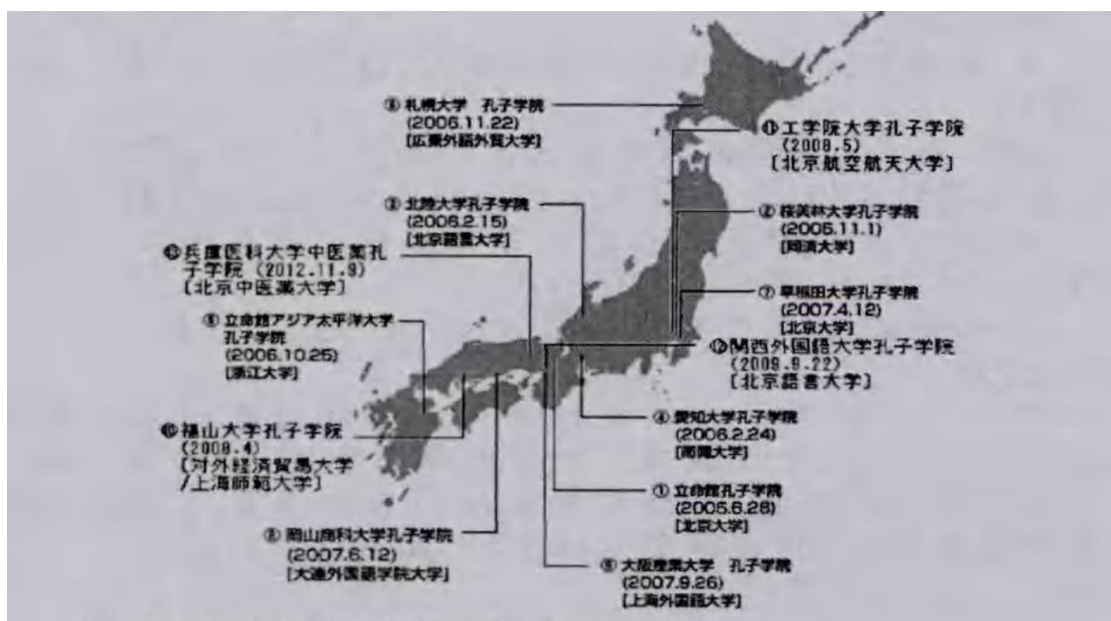 ⑥ 札幌大学 孔子学院
(2006.11.22)
[広東外語外貿大学]
⑪工学院大学孔子学院
(2008.5)
[北京航空航天大学]
③ 北陸大学孔子学院
(2006.2.15)
[北京語言大学]
② 桜美林大学孔子学院
(2005.11.1)
[同済大学]
⑬兵庫医科大学中医薬孔
子学院 (2012.11.9)
[北京中医薬大学]
⑦ 早稲田大学孔子学院
(2007.4.12)
[北京大学]
⑤ 立命館アジア太平洋大学
孔子学院
(2006.10.25)
[浙江大学]
⑫関西外国語大学孔子学院
(2009.9.22)
[北京語言大学]
④ 愛知大学孔子学院
(2006.2.24)
[南開大学]
⑩福山大学孔子学院
(2008.4)
[対外経済貿易大学
/上海師範大学]
① 立命館孔子学院
(2005.6.28)
[北京大学]
⑧ 岡山商科大学孔子学院
(2007.6.12)
[大連外国語学院大学]
⑨ 大阪産業大学 孔子学院
(2007.9.26)
[上海外国語大学]